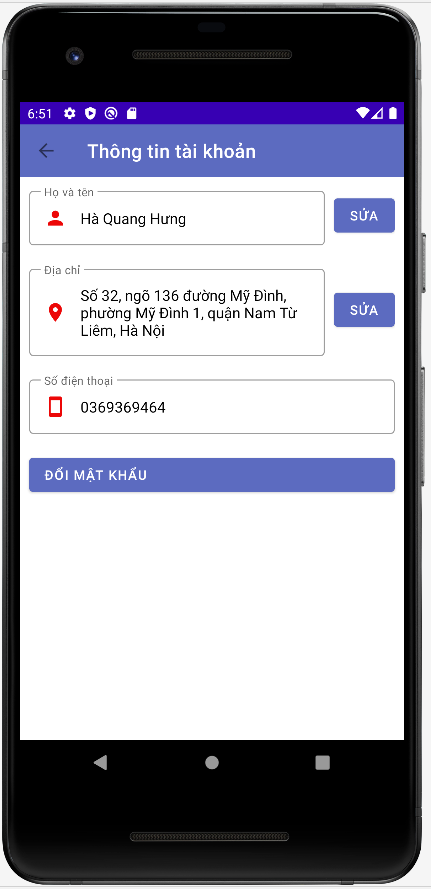 6:51
Thông tin tài khoản
Họ và tên
Hà Quang Hưng
SỬA
Địa chỉ
Số 32, ngõ 136 đường Mỹ Đình,
phường Mỹ Đình 1, quận Nam Từ
Liêm, Hà Nội
SỬA
Số điện thoại
0369369464
ĐỔI MẬT KHẨU